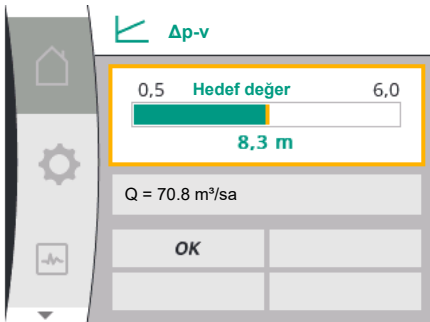 Δp-v
0,5 Hedef değer 6,0
8,3 m
Q = 70.8 m³/sa
OK